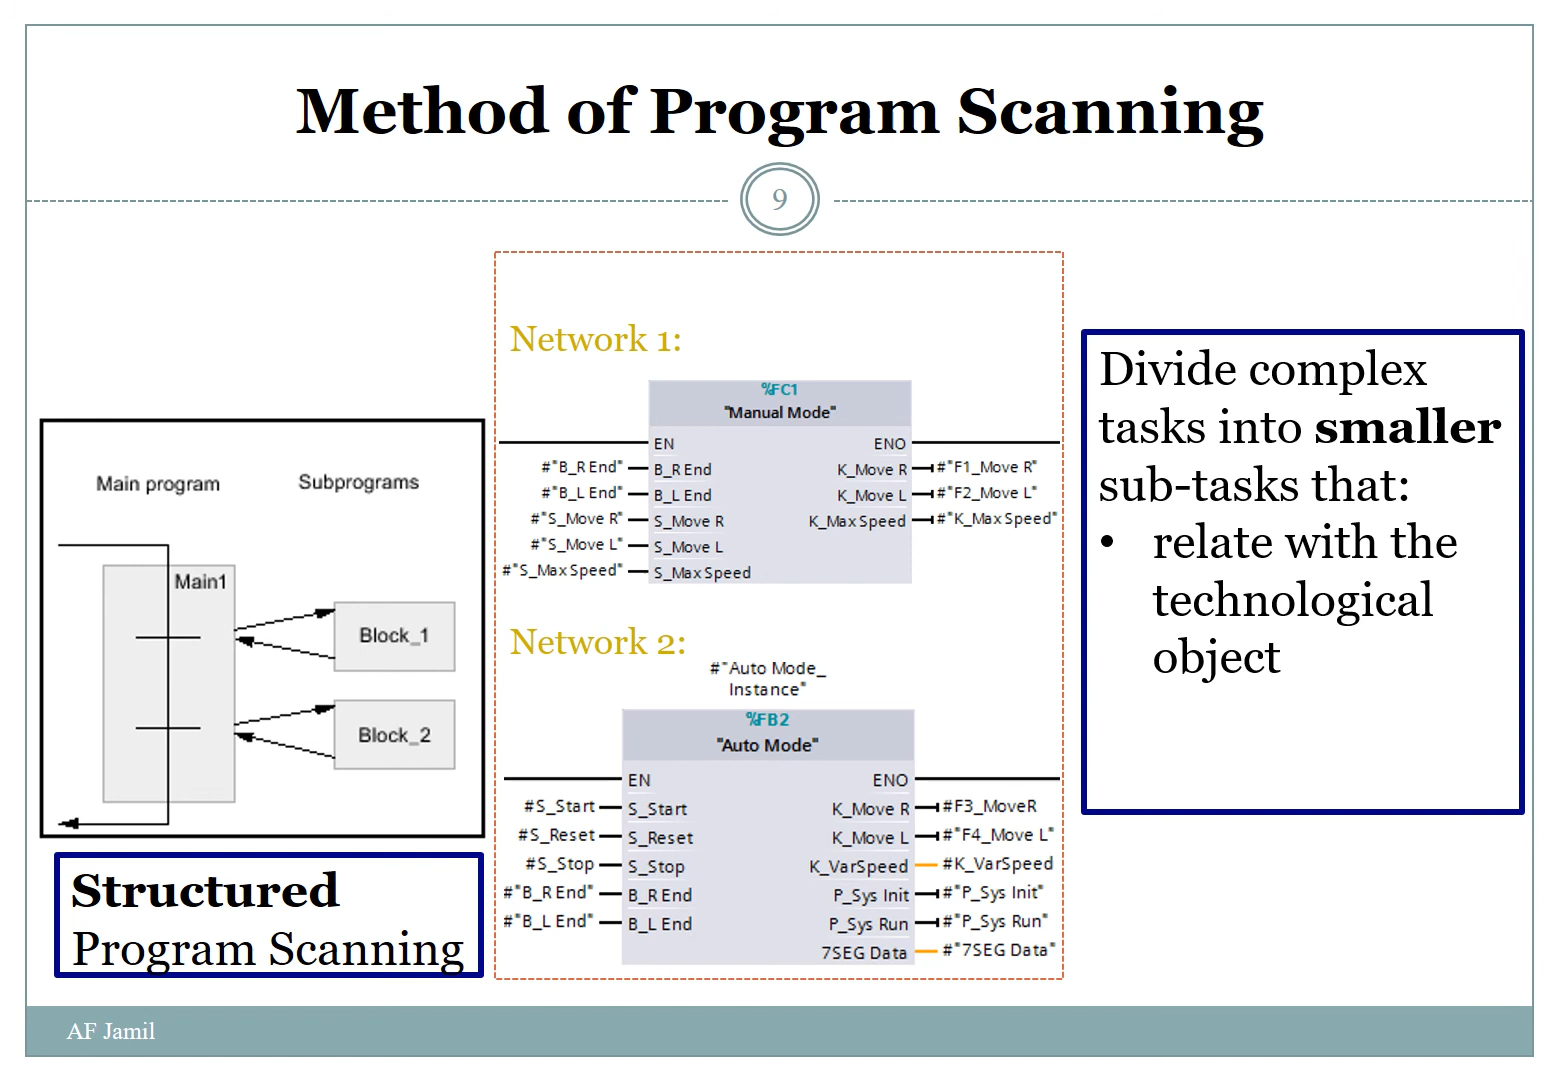 Method of Program Scanning
9
Main program
Subprograms
Main1
Block_1
Block_2
Structured
Program Scanning
Network 1:
%FC1
"Manual Mode"
EN
ENO
#"B_R End"
B_R End
K_Move R
#"F1_Move R"
#"B_L End"
B_L End
K_Move L
#"F2_Move L"
#"S_Move R"
S_Move R
K_Max Speed
#"K_Max Speed"
#"S_Move L"
S_Move L
#"S_Max Speed"
S_Max Speed
Network 2:
#"Auto Mode_
Instance"
%FB2
"Auto Mode"
EN
ENO
#S_Start
S_Start
K_Move R
#F3_MoveR
#S_Reset
S_Reset
K_Move L
#"F4_Move L"
#S_Stop
S_Stop
K_VarSpeed
#K_VarSpeed
#"B_R End"
B_R End
P_Sys Init
#"P_Sys Init"
#"B_L End"
B_L End
P_Sys Run
#"P_Sys Run"
7SEG Data
#"7SEG Data"
Divide complex
tasks into smaller
sub-tasks that:
• relate with the
technological
object
AF Jamil